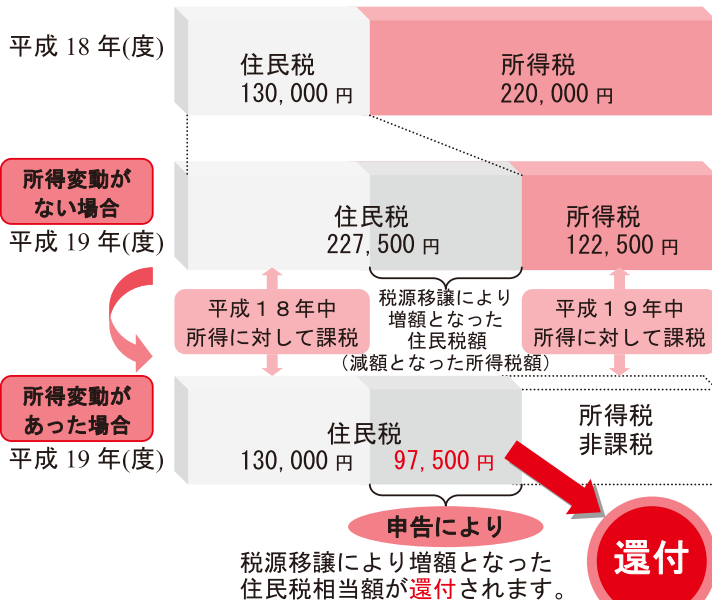 平成 18 年(度)
住民税
130,000 円
所得税
220,000 円
所得変動が
ない場合
平成 19 年(度)
住民税
227,500 円
所得税
122,500 円
平成１８年中
所得に対して課税
税源移譲により
増額となった
住民税額
（減額となった所得税額）
平成１９年中
所得に対して課税
所得変動が
あった場合
平成 19 年(度)
住民税
130,000 円
97,500 円
所得税
非課税
申告により
税源移譲により増額となった
住民税相当額が還付されます。
還付